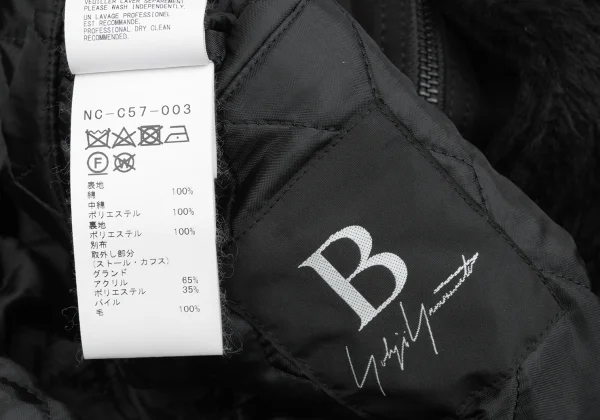 VEUILLEZ LAVER SEPAREMENT.
PLEASE WASH INDEPENDENTLY.
UN LAVAGE PROFESSIONEL
EST RECOMMANDE.
PROFESSIONAL DRY CLEAN
RECOMMENDED.
NC-C57-003
F
W
表地
綿 100%
中綿
ポリエステル 100%
裏地
ポリエステル 100%
別布
取外し部分
(ストール・カフス)
グランド
アクリル 65%
ポリエステル 35%
パイル
毛 100%
B
Yohji Yamamoto